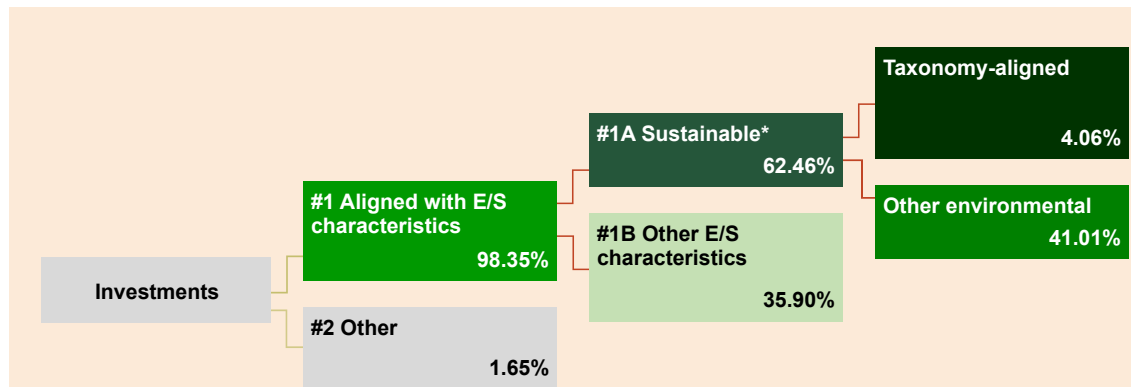 Investments
#1 Aligned with E/S
characteristics
98.35%
#2 Other
1.65%
#1A Sustainable*
62.46%
#1B Other E/S
characteristics
35.90%
Taxonomy-aligned
4.06%
Other environmental
41.01%